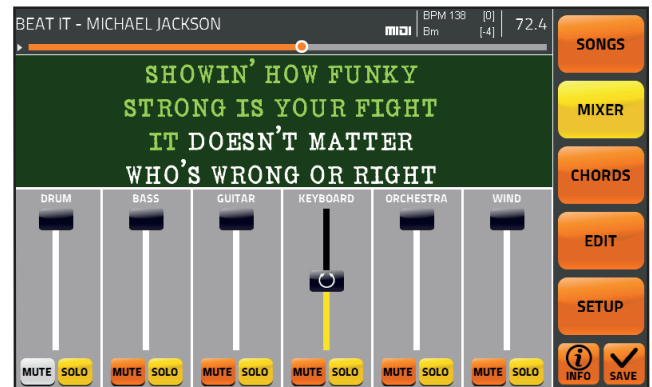 BEAT IT - MICHAEL JACKSON
MIDI
BPM 138 [0]
Bm [-4]
72.4
SHOWIN' HOW FUNKY
STRONG IS YOUR FIGHT
IT DOESN'T MATTER
WHO'S WRONG OR RIGHT
DRUM BASS GUITAR KEYBOARD ORCHESTRA WIND
MUTE SOLO MUTE SOLO MUTE SOLO MUTE SOLO MUTE SOLO MUTE SOLO
SONGS
MIXER
CHORDS
EDIT
SETUP
INFO SAVE